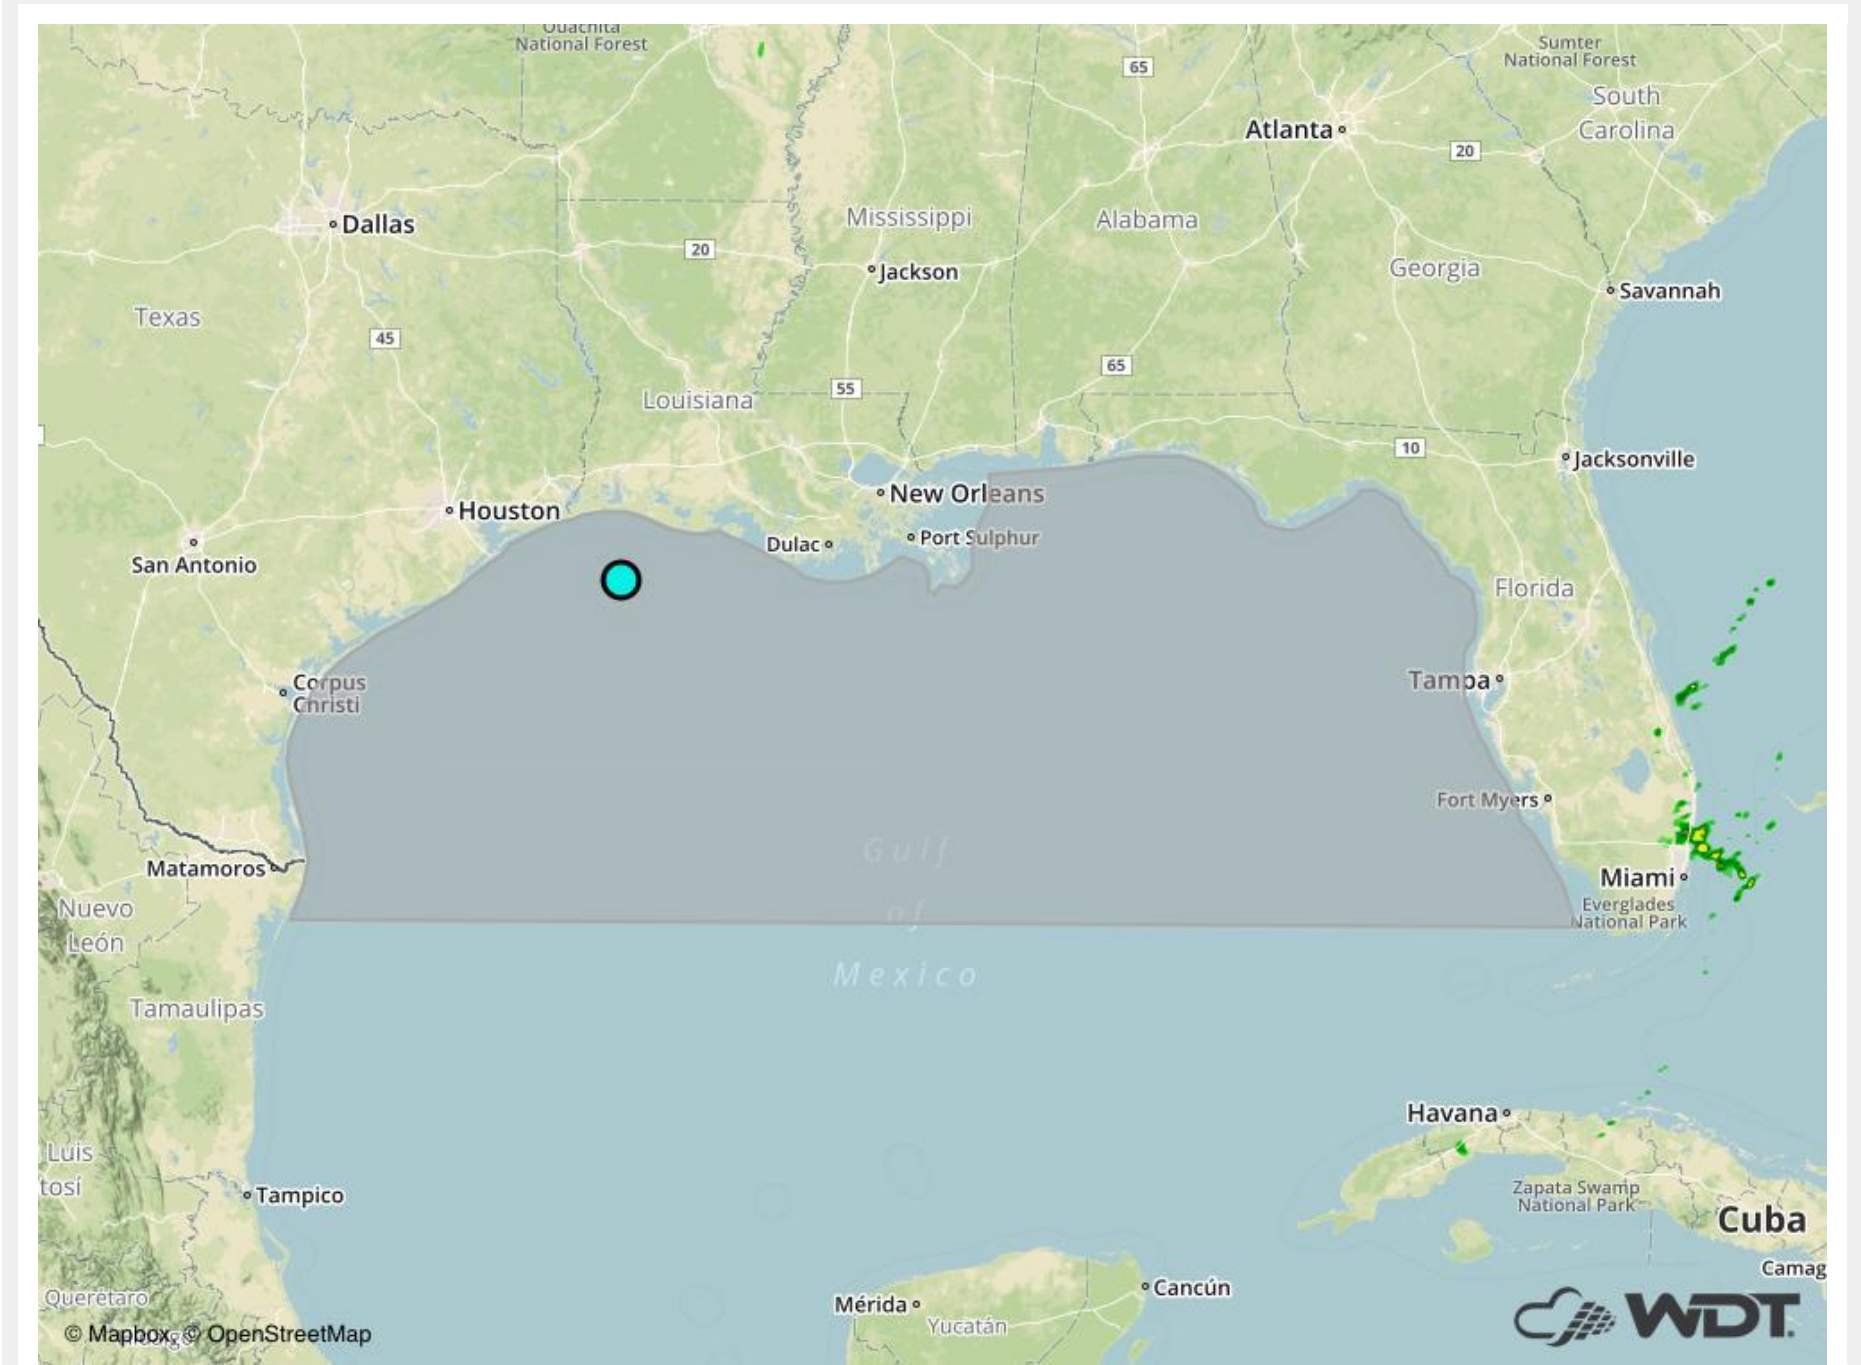 Ouachita
National Forest
Sumter
National Forest
65
South
Carolina
Atlanta
20
Dallas
Mississippi
Alabama
20
Jackson
Georgia
Savannah
Texas
45
65
55
Louisiana
10
Jacksonville
New Orleans
Houston
Port Sulphur
Dulac
San Antonio
Florida
Corpus
Christi
Tampa
Fort Myers
Gulf
of
Mexico
Matamoros
Miami
Everglades
National Park
Nuevo
León
Tamaulipas
Havana
Luis
tosí
Tampico
Zapata Swamp
National Park
Cuba
Camag
Cancún
Querétaro
Mérida
Yucatán
© Mapbox, © OpenStreetMap
WDT